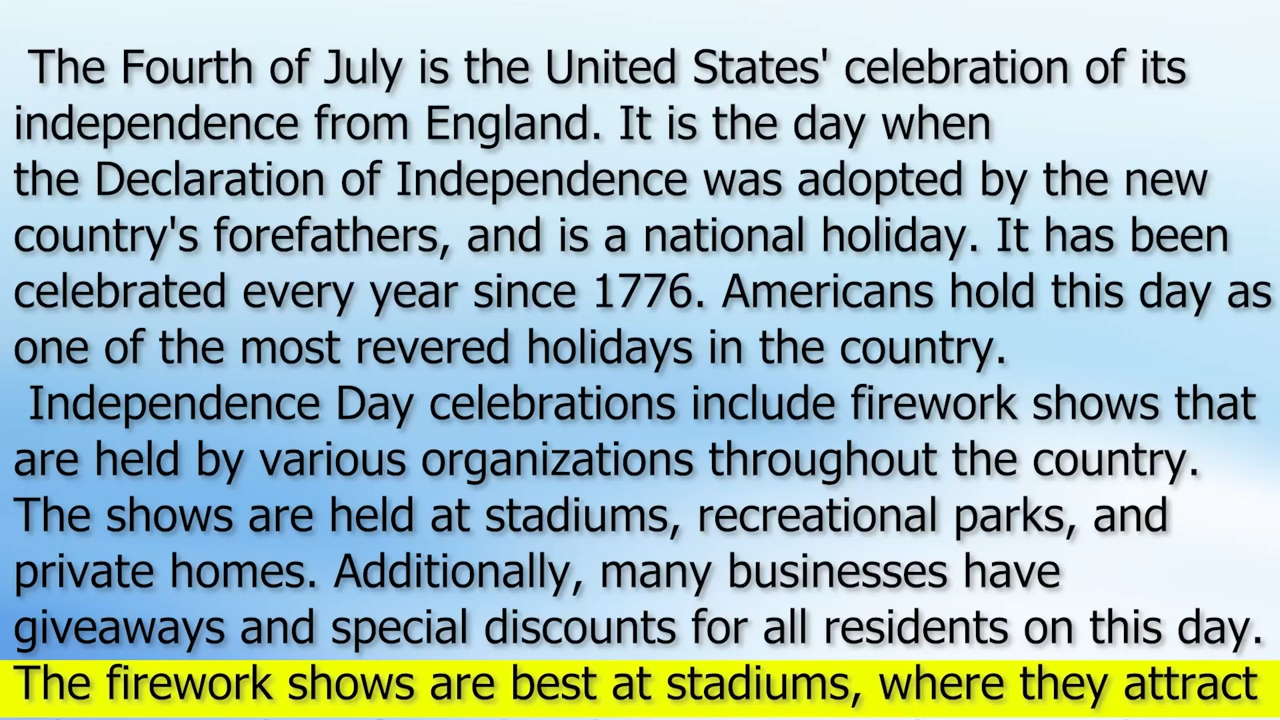 The Fourth of July is the United States' celebration of its
independence from England. It is the day when
the Declaration of Independence was adopted by the new
country's forefathers, and is a national holiday. It has been
celebrated every year since 1776. Americans hold this day as
one of the most revered holidays in the country.
Independence Day celebrations include firework shows that
are held by various organizations throughout the country.
The shows are held at stadiums, recreational parks, and
private homes. Additionally, many businesses have
giveaways and special discounts for all residents on this day.
The firework shows are best at stadiums, where they attract